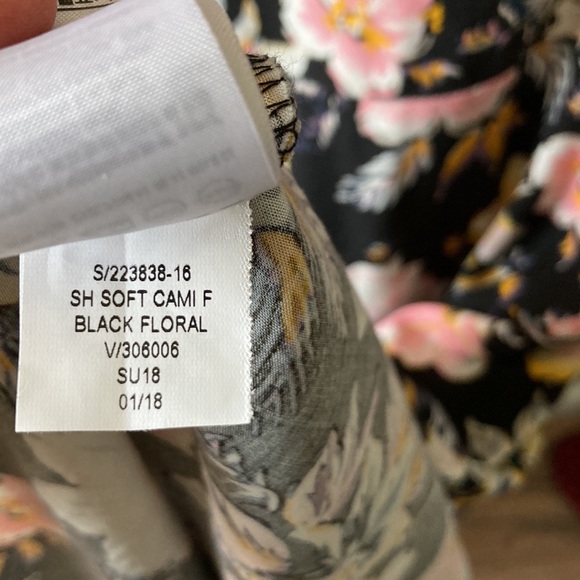 S/223838-16
SH SOFT CAMI F
BLACK FLORAL
V/306006
SU18
01/18